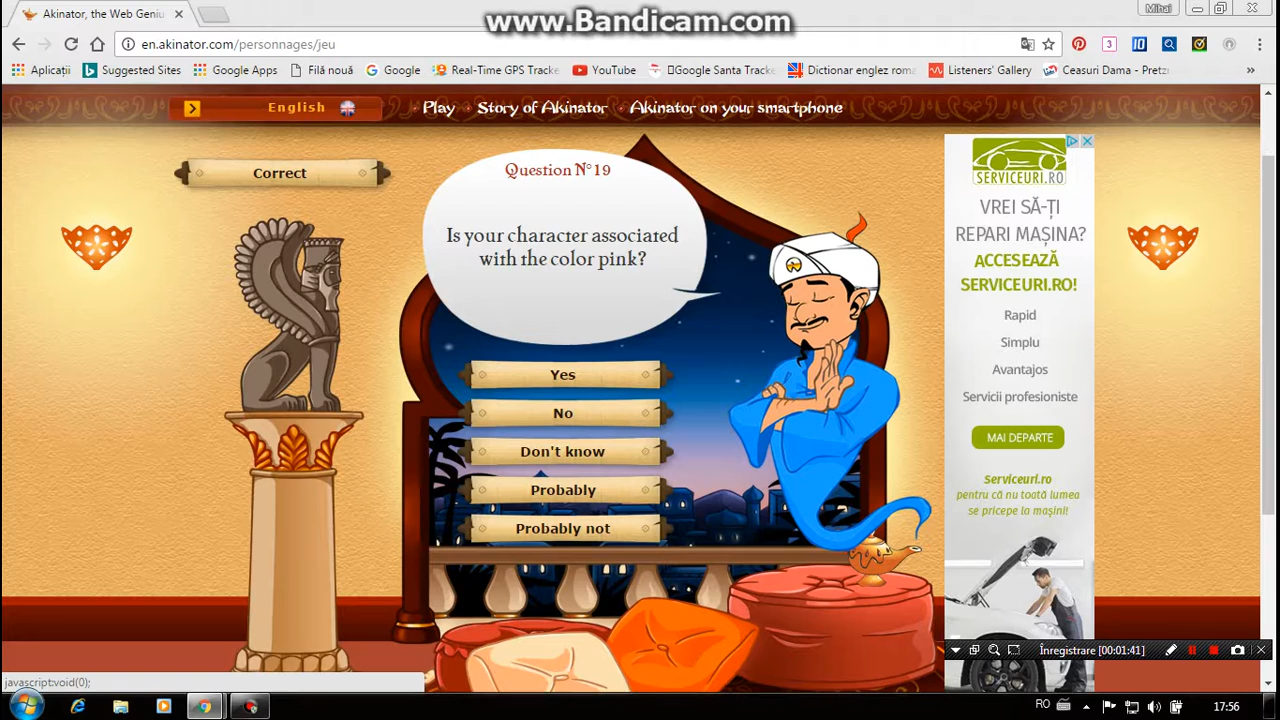 Akinator, the Web Geniu
www.Bandicam.com
Mihai
en.akinator.com/personnages/jeu
Aplicații
Suggested Sites
Google Apps
Filă nouă
Google
Real-Time GPS Tracke
YouTube
Google Santa Tracke
Dictionar englez roma
Listeners' Gallery
Ceasuri Dama - Pretzi
»
English
Play
Story of Akinator
Akinator on your smartphone
Correct
Question N°19
Is your character associated
with the color pink?
Yes
No
Don't know
Probably
Probably not
SERVICEURI.RO
VREI SĂ-ȚI
REPARI MAȘINA?
ACCESEAZĂ
SERVICEURI.RO!
Rapid
Simplu
Avantajos
Servicii profesioniste
MAI DEPARTE
Serviceuri.ro
pentru că nu toată lumea
se pricepe la mașini!
Înregistrare [00:01:41]
javascript:void(0);
RO
17:56